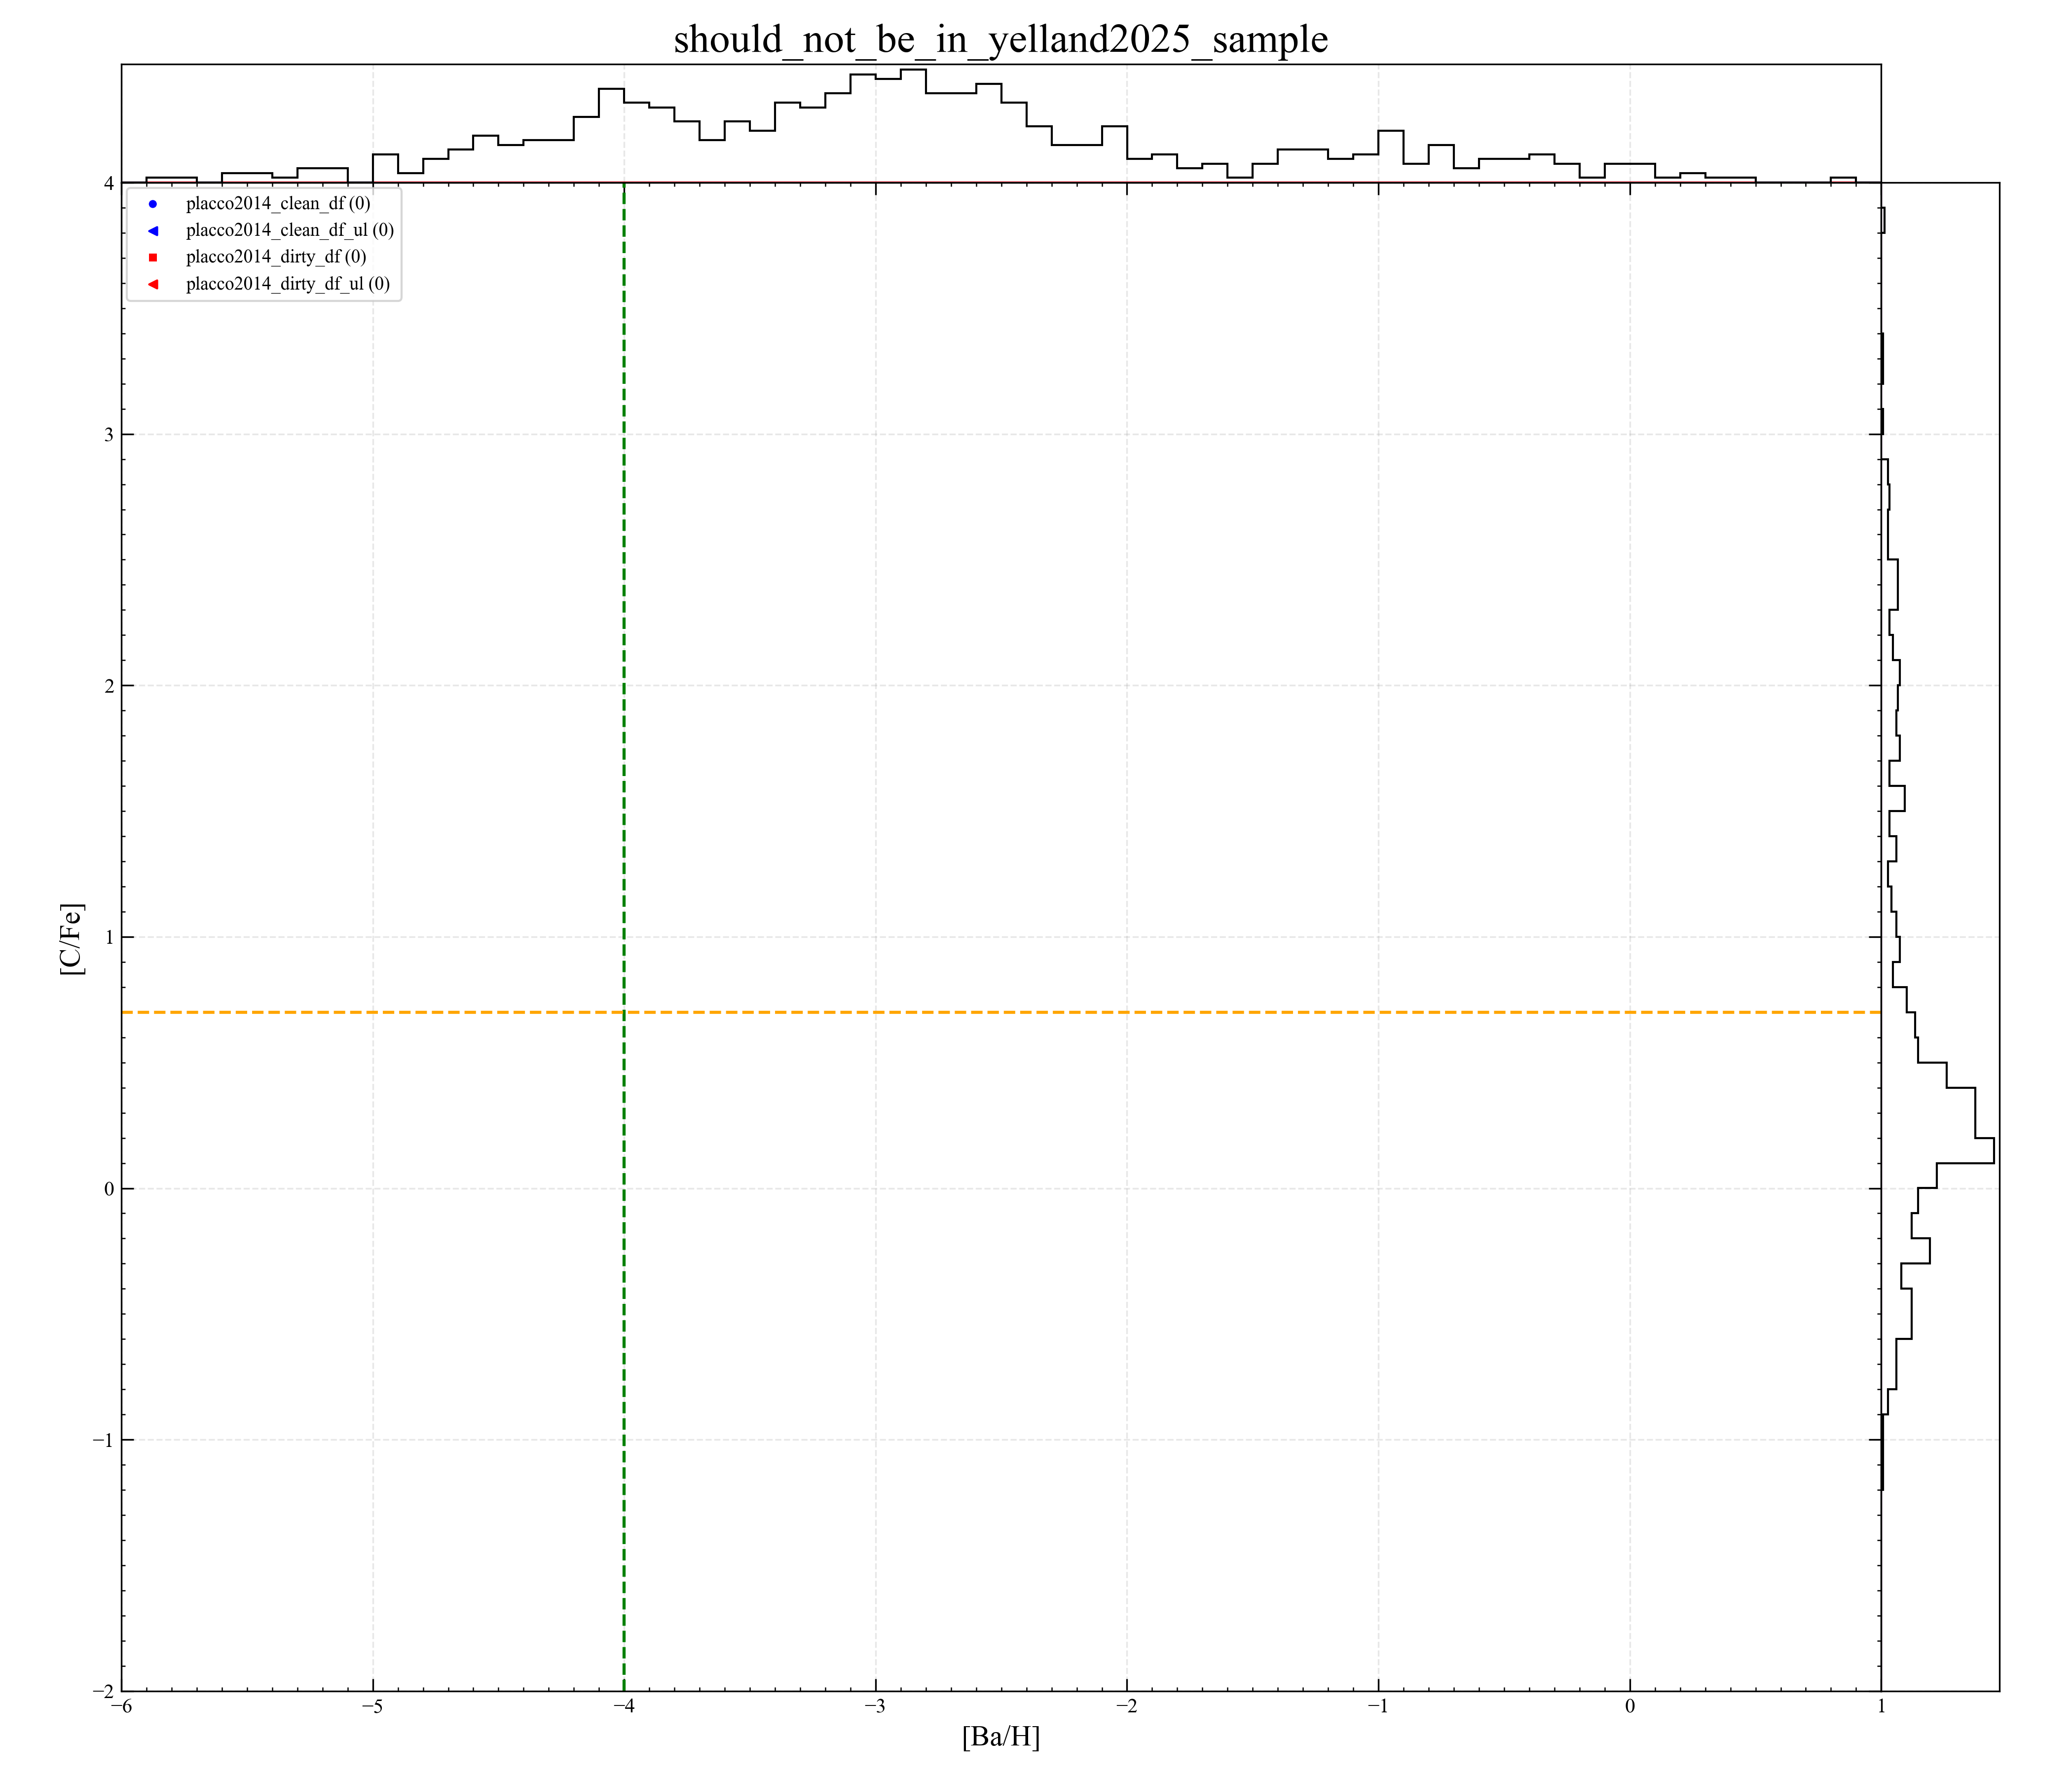 should_not_be_in_yelland2025_sample
4
placco2014_clean_df (0)
placco2014_clean_df_ul (0)
placco2014_dirty_df (0)
placco2014_dirty_df_ul (0)
3
2
[C/Fe]
1
0
−1
−2
−6 −5 −4 −3 −2 −1 0 1
[Ba/H]